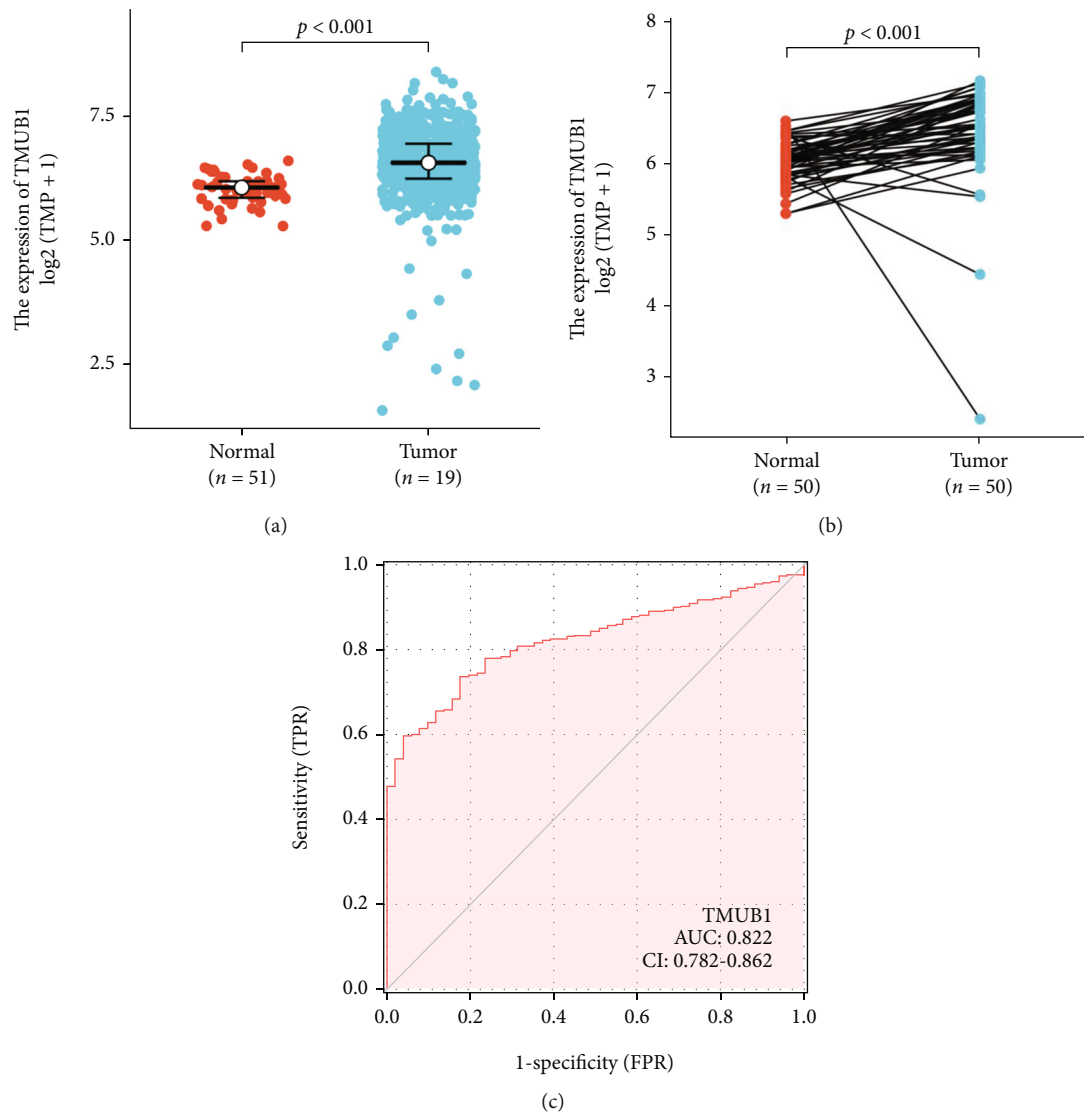 p < 0.001
The expression of TMUB1
log2 (TMP + 1)
7.5
5.0
2.5
Normal
(n = 51)
Tumor
(n = 19)
(a)
p < 0.001
The expression of TMUB1
log2 (TMP + 1)
8
7
6
5
4
3
Normal
(n = 50)
Tumor
(n = 50)
(b)
Sensitivity (TPR)
1.0
0.8
0.6
0.4
0.2
0.0
TMUB1
AUC: 0.822
CI: 0.782-0.862
0.0 0.2 0.4 0.6 0.8 1.0
1-specificity (FPR)
(c)